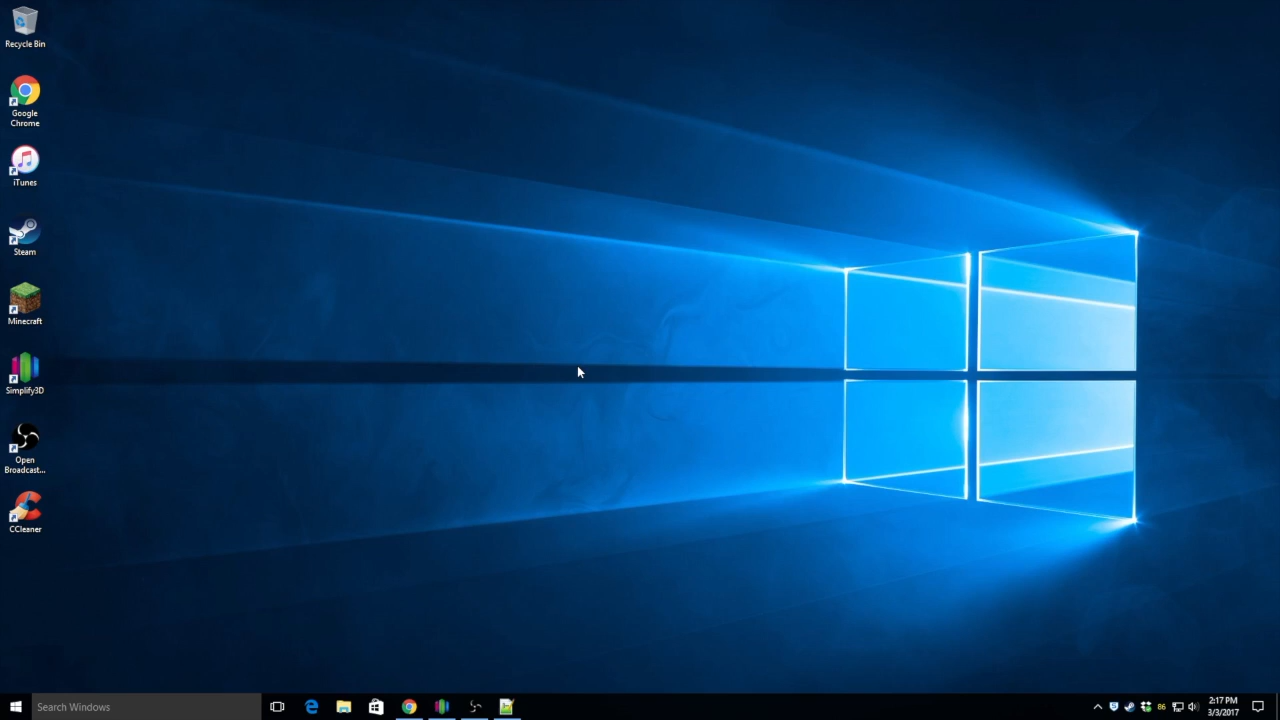 Recycle Bin
Google
Chrome
iTunes
Steam
Minecraft
Simplify3D
Open
Broadcast...
CCleaner
Search Windows
86
2:17 PM
3/3/2017